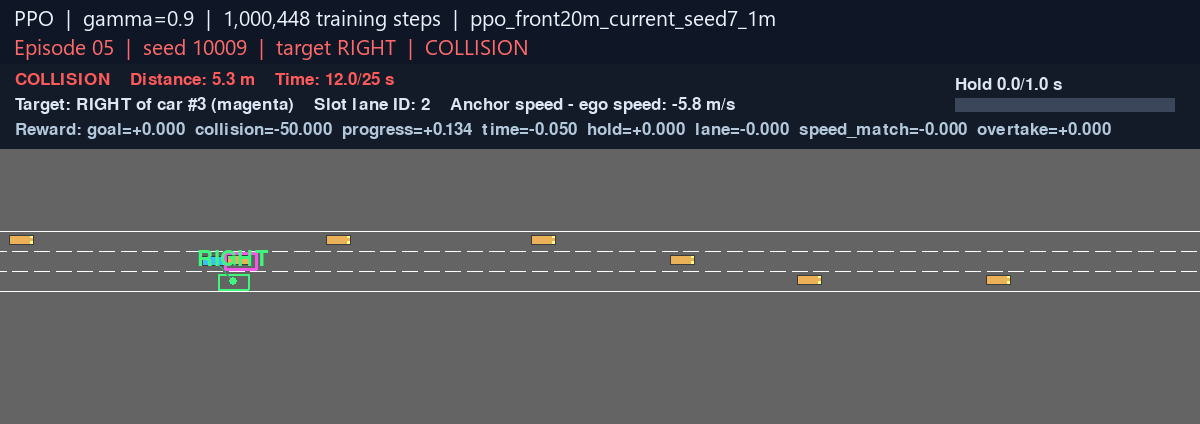 PPO | gamma=0.9 | 1,000,448 training steps | ppo_front20m_current_seed7_1m
Episode 05 | seed 10009 | target RIGHT | COLLISION
COLLISION Distance: 5.3 m Time: 12.0/25 s
Hold 0.0/1.0 s
Target: RIGHT of car #3 (magenta) Slot lane ID: 2 Anchor speed - ego speed: -5.8 m/s
Reward: goal=+0.000 collision=-50.000 progress=+0.134 time=-0.050 hold=+0.000 lane=-0.000 speed_match=-0.000 overtake=+0.000
RIGHT